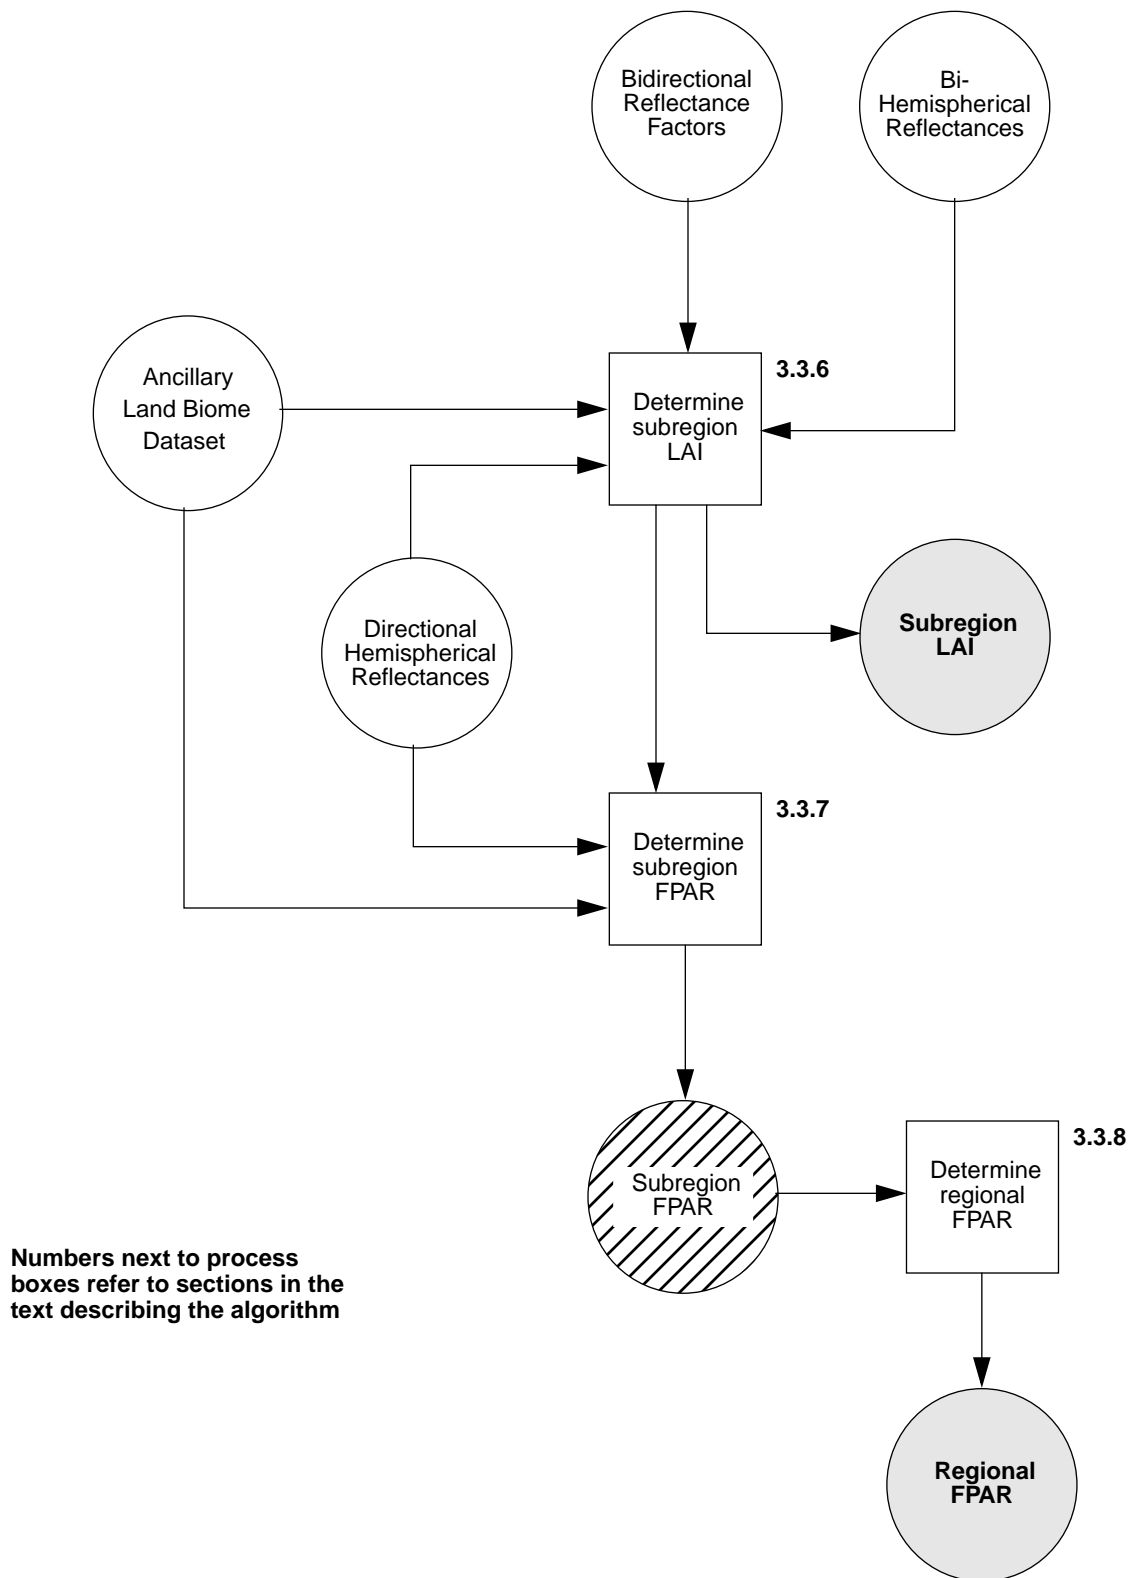 Bidirectional
Reflectance
Factors
Bi-
Hemispherical
Reflectances
Ancillary
Land Biome
Dataset
3.3.6
Determine
subregion
LAI
Directional
Hemispherical
Reflectances
Subregion
LAI
3.3.7
Determine
subregion
FPAR
Subregion
FPAR
3.3.8
Determine
regional
FPAR
Numbers next to process
boxes refer to sections in the
text describing the algorithm
Regional
FPAR